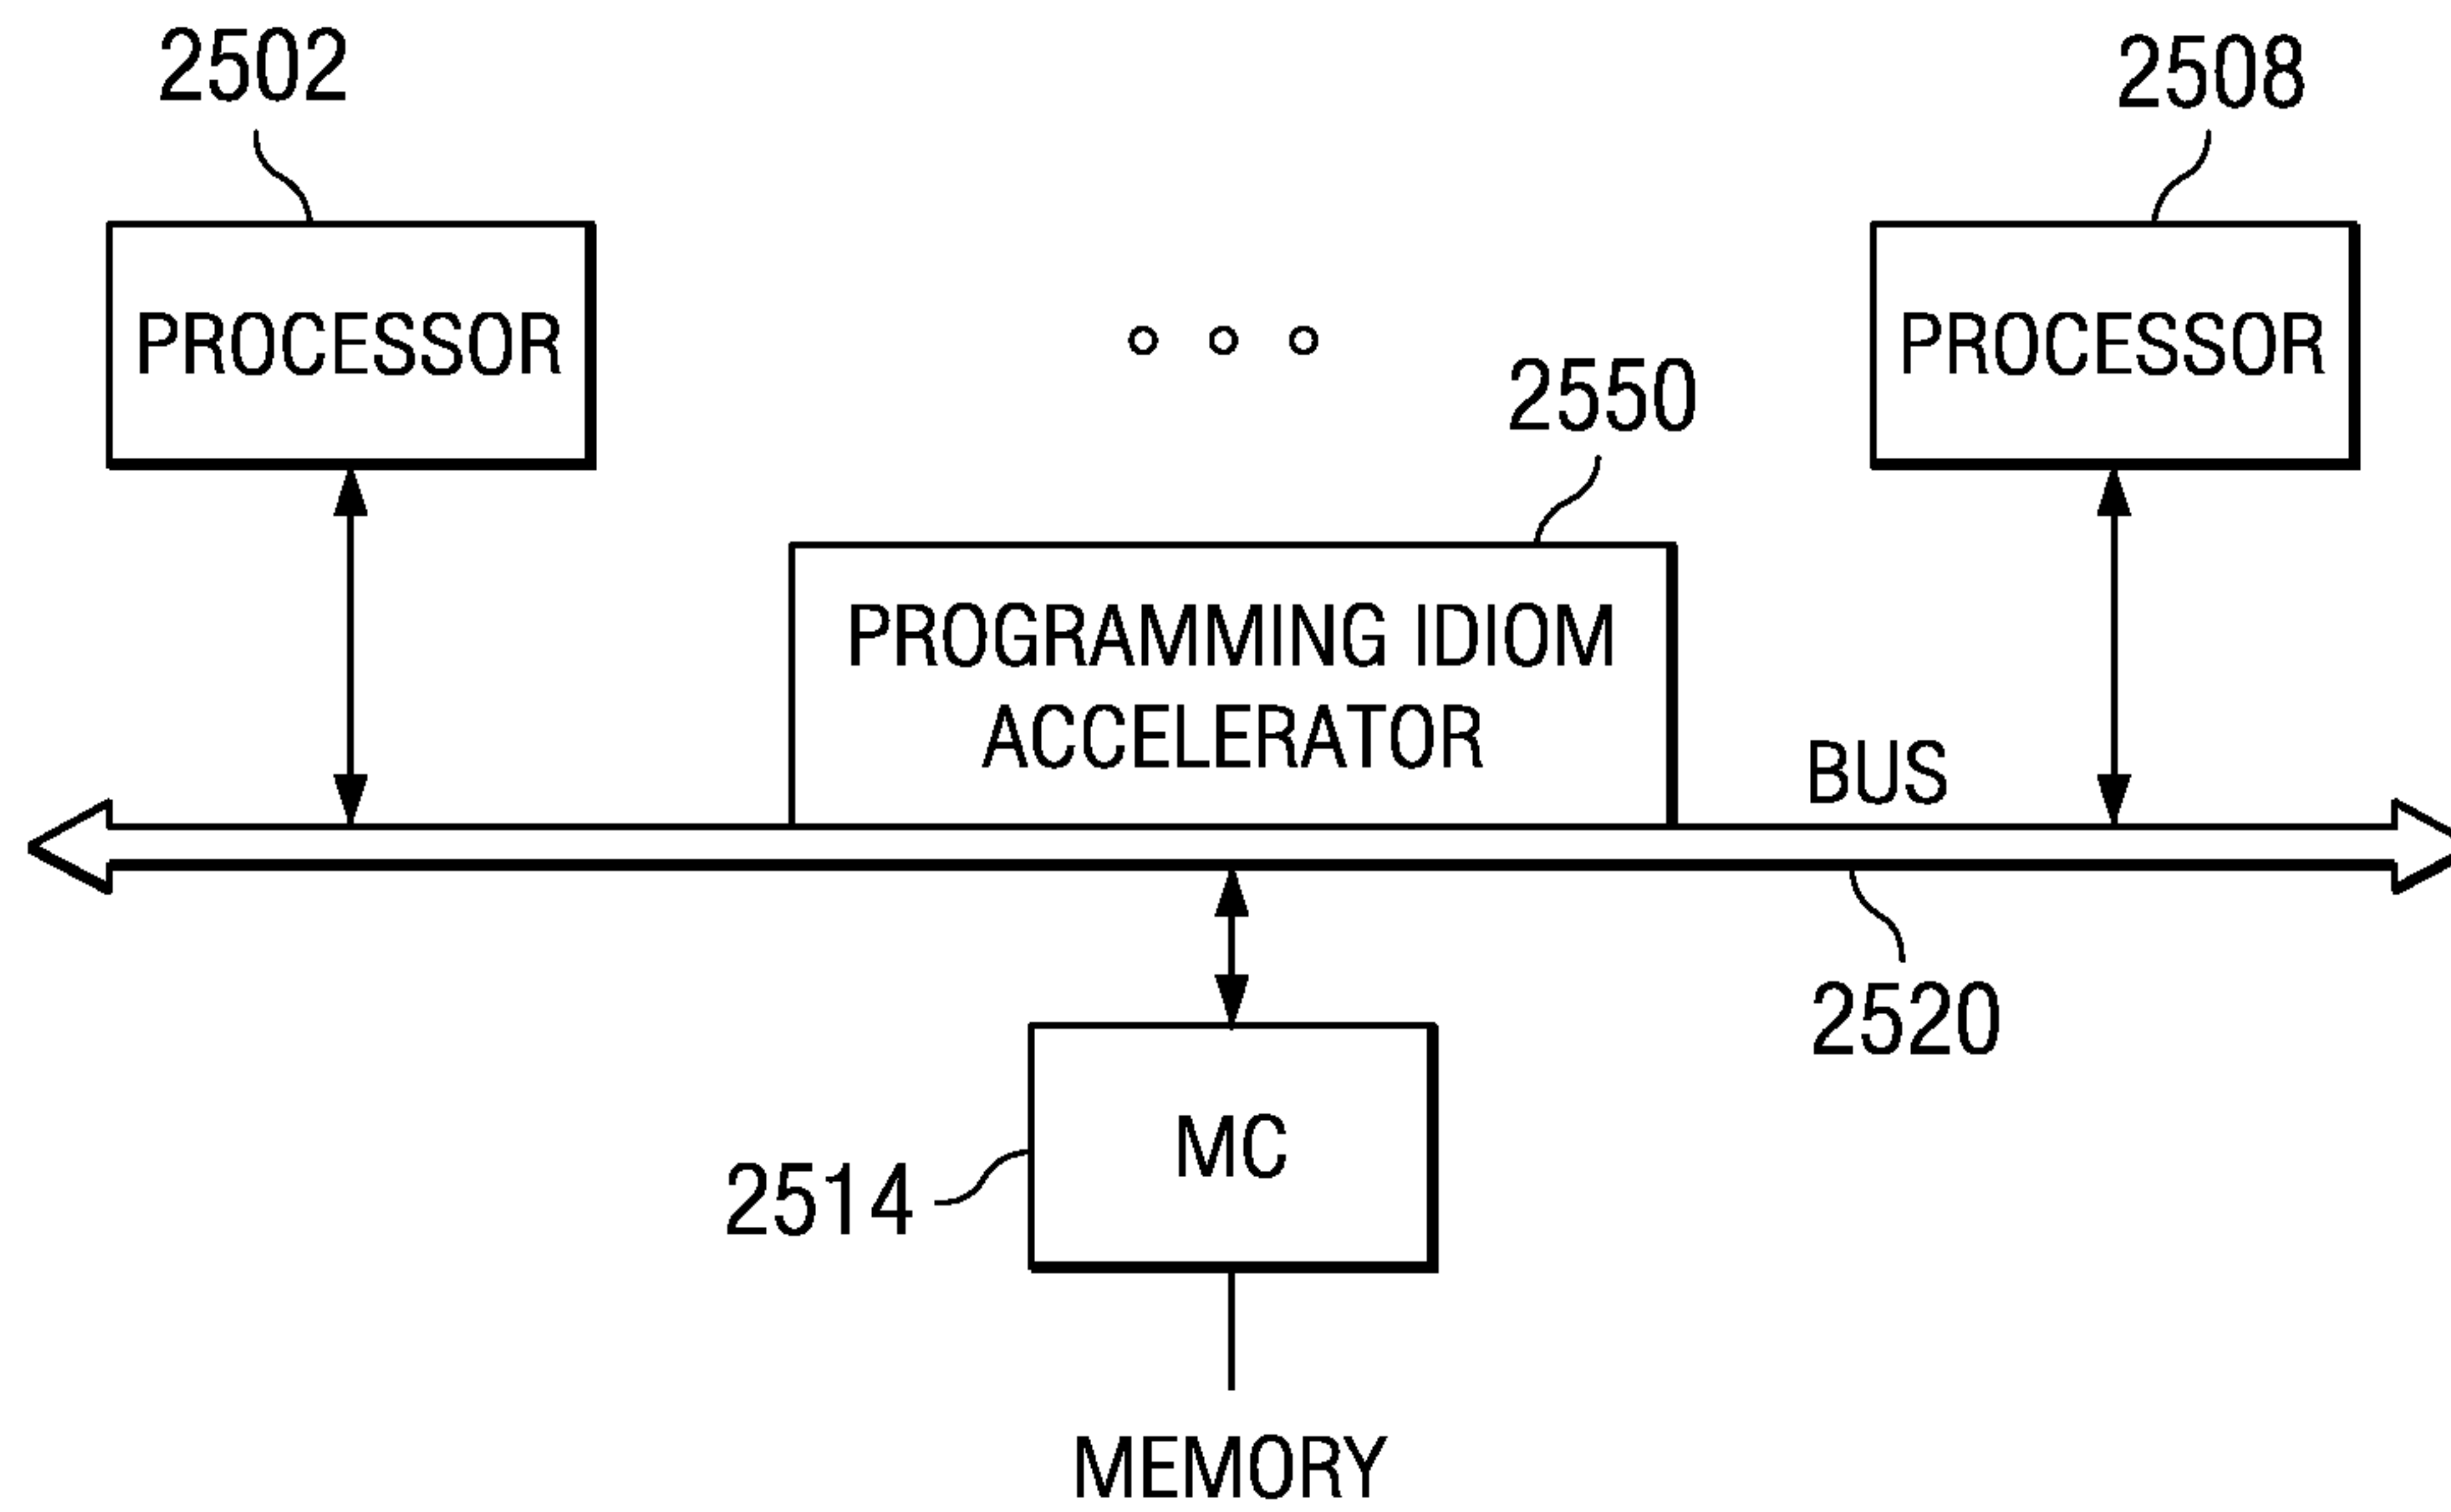 2502
2508
PROCESSOR
PROCESSOR
2550
PROGRAMMING IDIOM
ACCELERATOR
BUS
2520
MC
2514
MEMORY